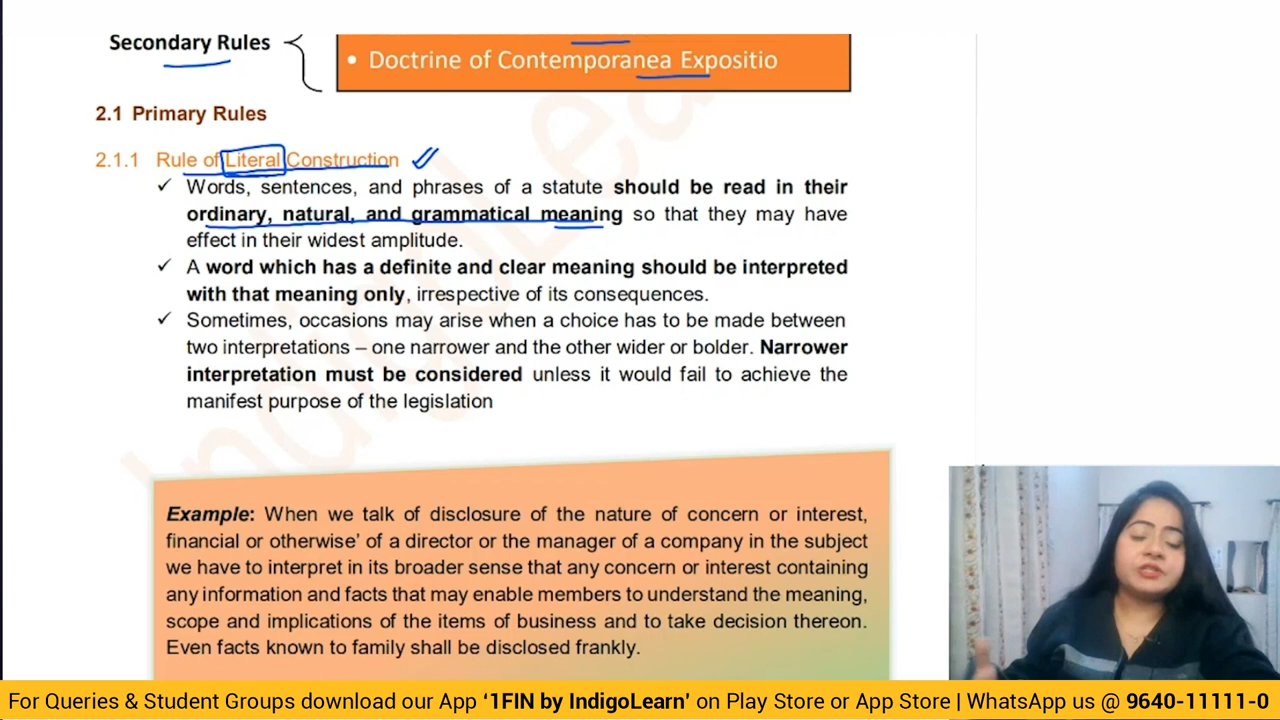 Secondary Rules
• Doctrine of Contemporanea Expositio
2.1 Primary Rules
2.1.1 Rule of Literal Construction
✓ Words, sentences, and phrases of a statute should be read in their
ordinary, natural, and grammatical meaning so that they may have
effect in their widest amplitude.
✓ A word which has a definite and clear meaning should be interpreted
with that meaning only, irrespective of its consequences.
✓ Sometimes, occasions may arise when a choice has to be made between
two interpretations – one narrower and the other wider or bolder. Narrower
interpretation must be considered unless it would fail to achieve the
manifest purpose of the legislation
Example: When we talk of disclosure of the nature of concern or interest,
financial or otherwise' of a director or the manager of a company in the subject
we have to interpret in its broader sense that any concern or interest containing
any information and facts that may enable members to understand the meaning,
scope and implications of the items of business and to take decision thereon.
Even facts known to family shall be disclosed frankly.
For Queries & Student Groups download our App ‘1FIN by IndigoLearn’ on Play Store or App Store | WhatsApp us @ 9640-11111-0